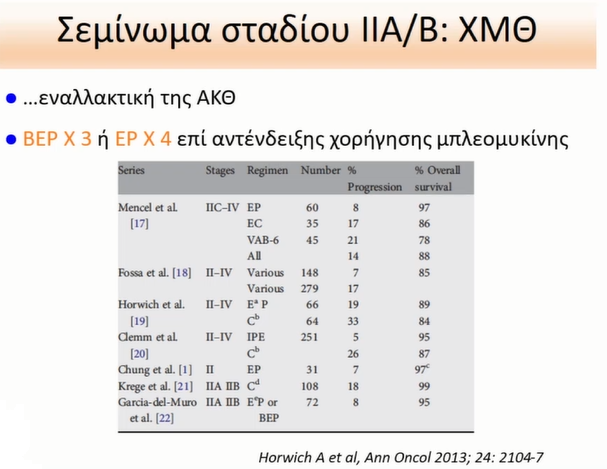 Σεμίνωμα σταδίου IIA/B: ΧΜΘ
...εναλλακτική της ΑΚΘ
BEP X 3 ή EP X 4 επί αντένδειξης χορήγησης μπλεομυκίνης
Series Stages Regimen Number % % Overall
Progression survival
Mencel et al. IIC–IV EP 60 8 97
[17] EC 35 17 86
VAB-6 45 21 78
All 14 88
Fossa et al. [18] II–IV Various 148 7 85
Various 279 17
Horwich et al. II–IV Eª P 66 19 89
[19] Cᵇ 64 33 84
Clemm et al. II–IV IPE 251 5 95
[20] Cᵇ 26 87
Chung et al. [1] II EP 31 7 97ᶜ
Krege et al. [21] IIA IIB Cᵈ 108 18 99
Garcia-del-Muro IIA IIB EᵉP or 72 8 95
et al. [22] BEP
Horwich A et al, Ann Oncol 2013; 24: 2104-7